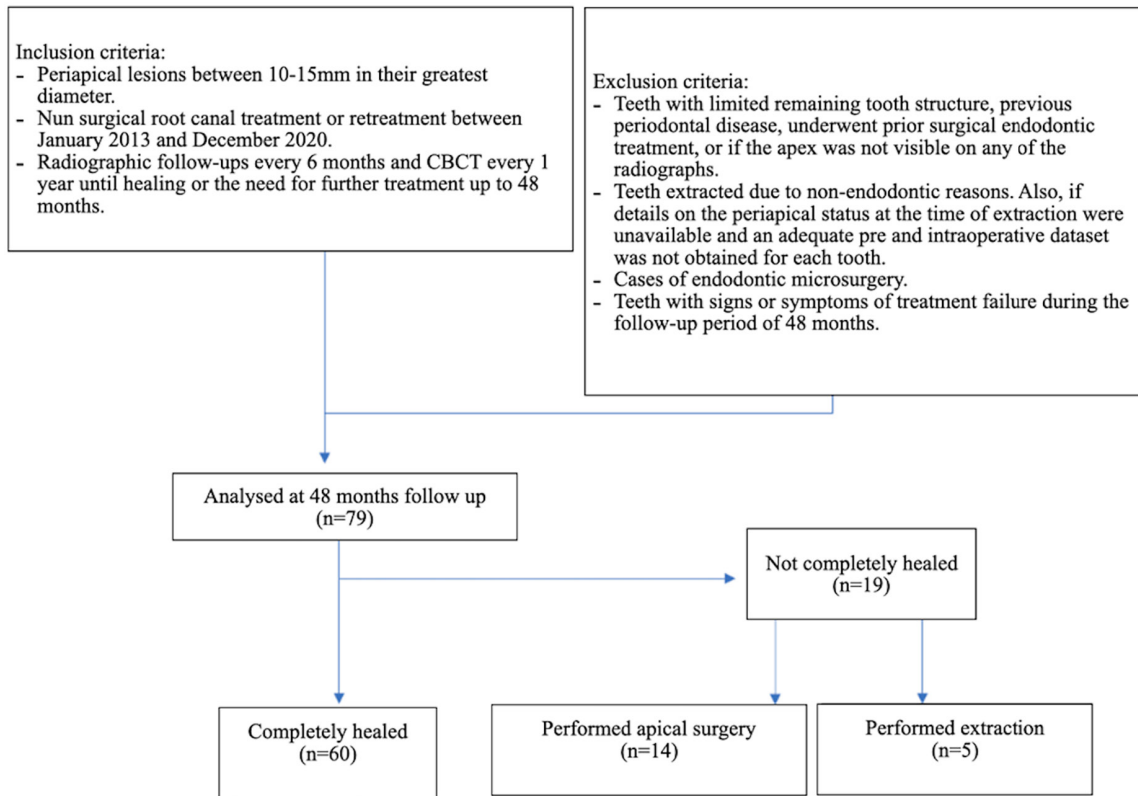 Inclusion criteria:
- Periapical lesions between 10-15mm in their greatest
diameter.
- Nun surgical root canal treatment or retreatment between
January 2013 and December 2020.
- Radiographic follow-ups every 6 months and CBCT every 1
year until healing or the need for further treatment up to 48
months.
Exclusion criteria:
- Teeth with limited remaining tooth structure, previous
periodontal disease, underwent prior surgical endodontic
treatment, or if the apex was not visible on any of the
radiographs.
- Teeth extracted due to non-endodontic reasons. Also, if
details on the periapical status at the time of extraction were
unavailable and an adequate pre and intraoperative dataset
was not obtained for each tooth.
- Cases of endodontic microsurgery.
- Teeth with signs or symptoms of treatment failure during the
follow-up period of 48 months.
Analysed at 48 months follow up
(n=79)
Not completely healed
(n=19)
Completely healed
(n=60)
Performed apical surgery
(n=14)
Performed extraction
(n=5)